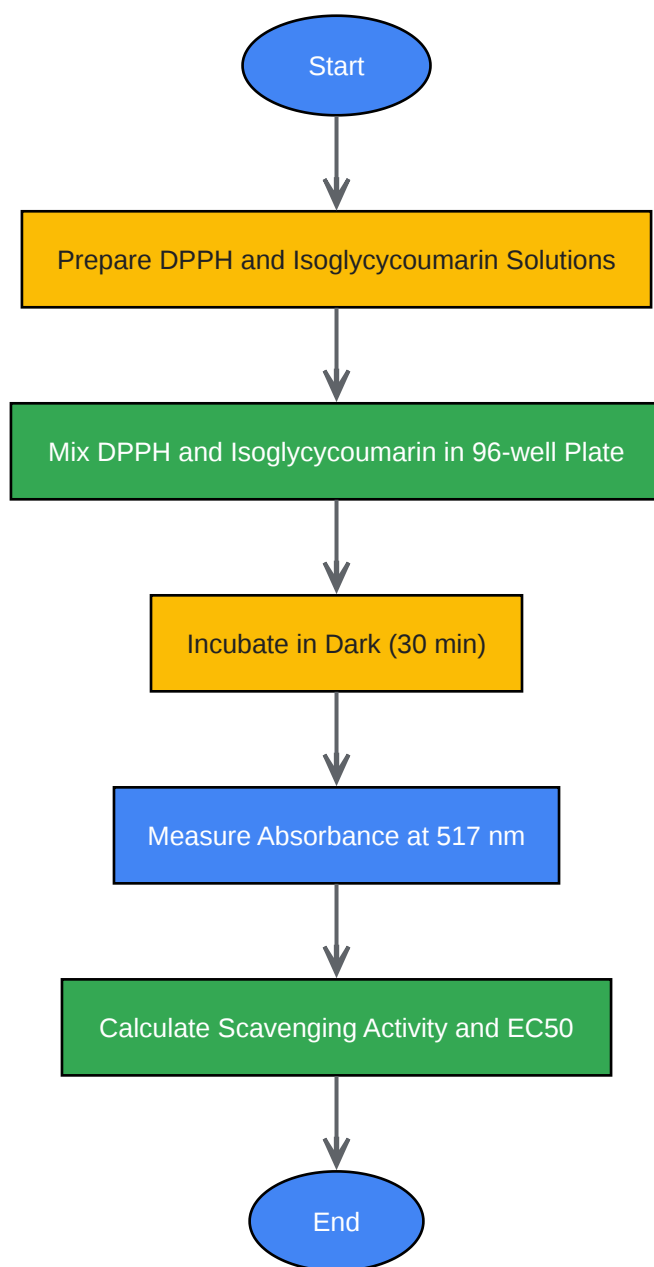 Start
Prepare DPPH and Isoglycycoumarin Solutions
Mix DPPH and Isoglycycoumarin in 96-well Plate
Incubate in Dark (30 min)
Measure Absorbance at 517 nm
Calculate Scavenging Activity and EC50
End